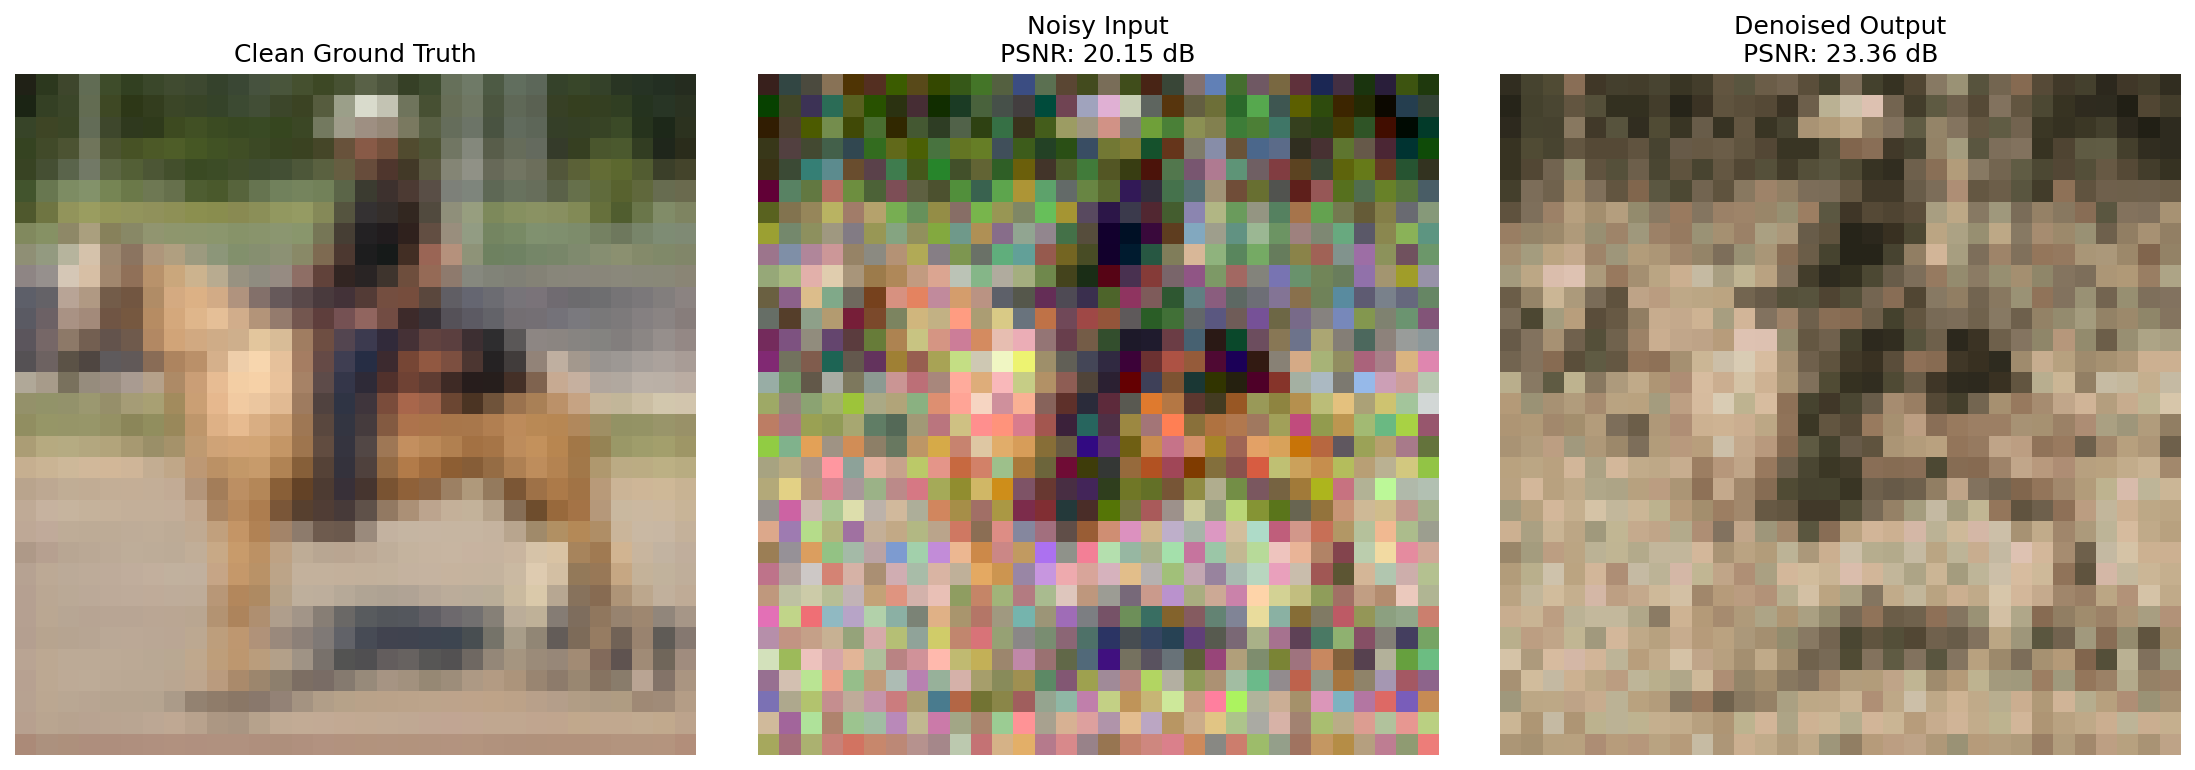 Clean Ground Truth
Noisy Input
PSNR: 20.15 dB
Denoised Output
PSNR: 23.36 dB